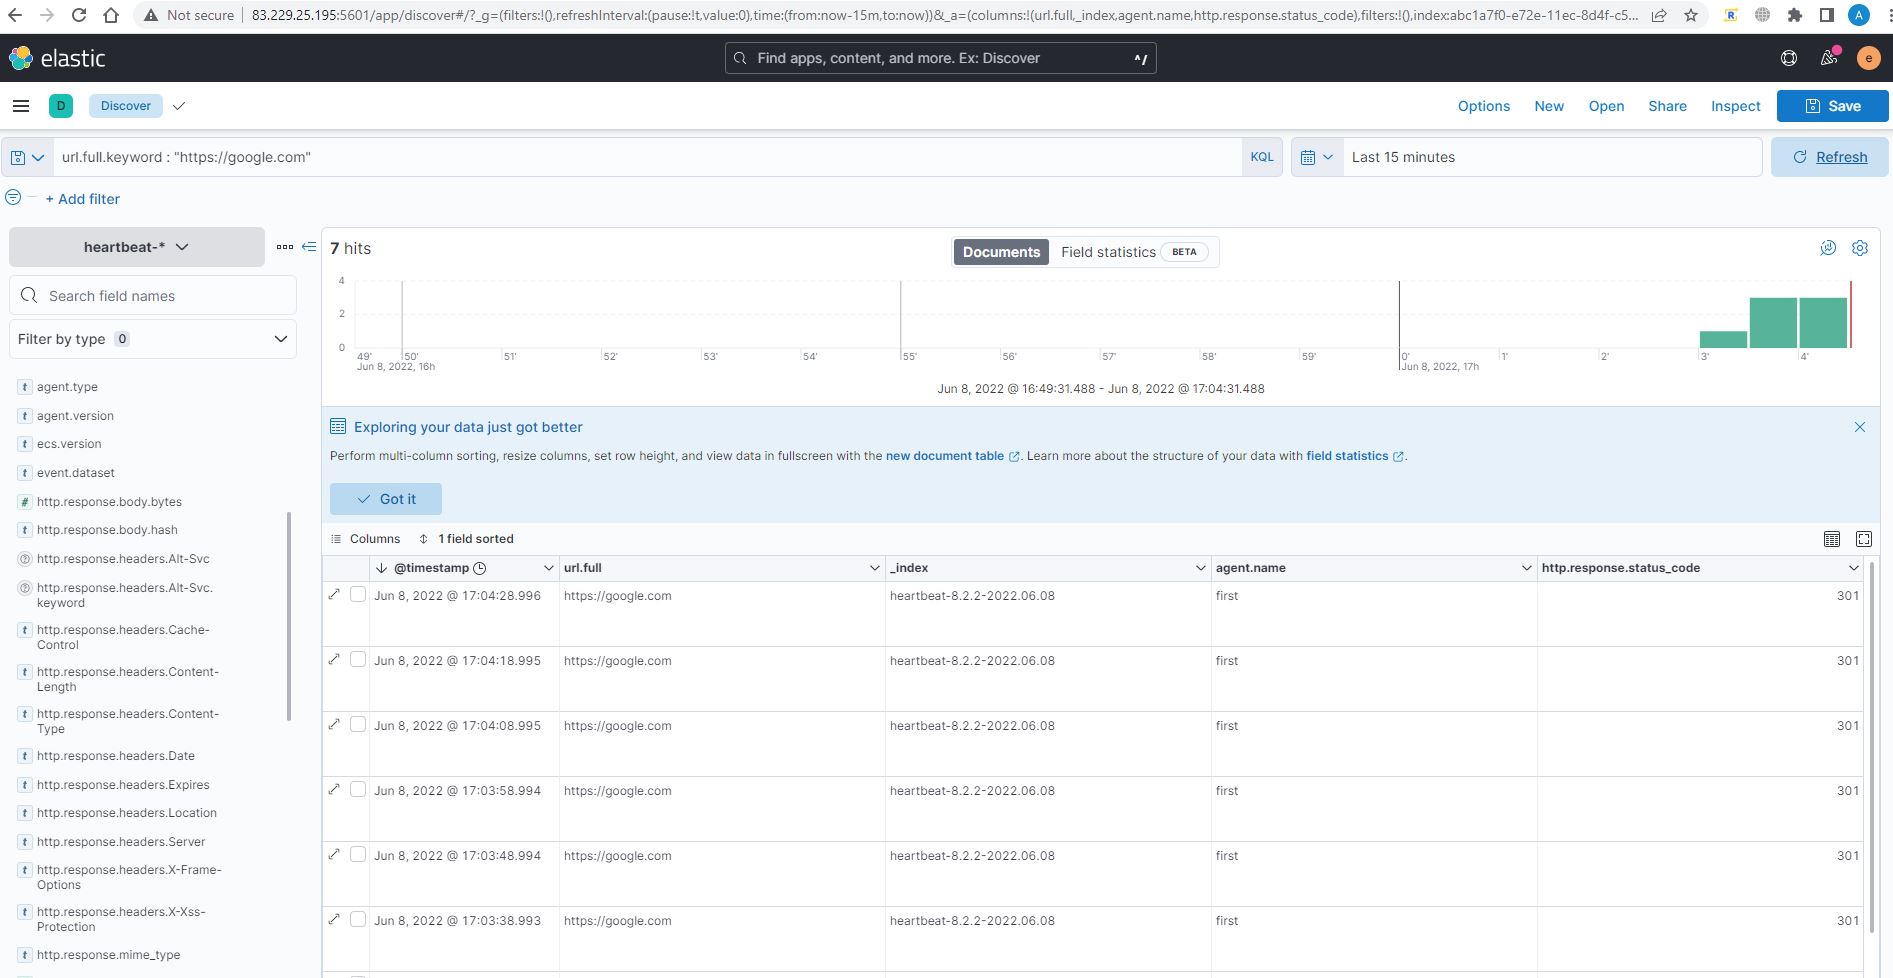 Not secure | 83.229.25.195:5601/app/discover#/?_g=(filters:!(),refreshInterval:(pause:!t,value:0),time:(from:now-15m,to:now))&_a=(columns:!(url.full,_index,agent.name,http.response.status_code),filters:!(),index:abc1a7f0-e72e-11ec-8d4f-c5...
R
A
elastic
Find apps, content, and more. Ex: Discover
^/
e
D
Discover
Options
New
Open
Share
Inspect
Save
url.full.keyword : "https://google.com"
KQL
Last 15 minutes
Refresh
+ Add filter
heartbeat-*
Search field names
Filter by type 0
t agent.type
t agent.version
t ecs.version
t event.dataset
# http.response.body.bytes
t http.response.body.hash
? http.response.headers.Alt-Svc
? http.response.headers.Alt-Svc.
keyword
t http.response.headers.Cache-
Control
t http.response.headers.Content-
Length
t http.response.headers.Content-
Type
t http.response.headers.Date
t http.response.headers.Expires
t http.response.headers.Location
t http.response.headers.Server
t http.response.headers.X-Frame-
Options
t http.response.headers.X-Xss-
Protection
t http.response.mime_type
7 hits
Documents
Field statistics BETA
4
2
0
49' 50' 51' 52' 53' 54' 55' 56' 57' 58' 59' 0' 1' 2' 3' 4'
Jun 8, 2022, 16h
Jun 8, 2022, 17h
Jun 8, 2022 @ 16:49:31.488 - Jun 8, 2022 @ 17:04:31.488
Exploring your data just got better
Perform multi-column sorting, resize columns, set row height, and view data in fullscreen with the new document table. Learn more about the structure of your data with field statistics.
Got it
Columns
1 field sorted
@timestamp url.full _index agent.name http.response.status_code
Jun 8, 2022 @ 17:04:28.996 https://google.com heartbeat-8.2.2-2022.06.08 first 301
Jun 8, 2022 @ 17:04:18.995 https://google.com heartbeat-8.2.2-2022.06.08 first 301
Jun 8, 2022 @ 17:04:08.995 https://google.com heartbeat-8.2.2-2022.06.08 first 301
Jun 8, 2022 @ 17:03:58.994 https://google.com heartbeat-8.2.2-2022.06.08 first 301
Jun 8, 2022 @ 17:03:48.994 https://google.com heartbeat-8.2.2-2022.06.08 first 301
Jun 8, 2022 @ 17:03:38.993 https://google.com heartbeat-8.2.2-2022.06.08 first 301